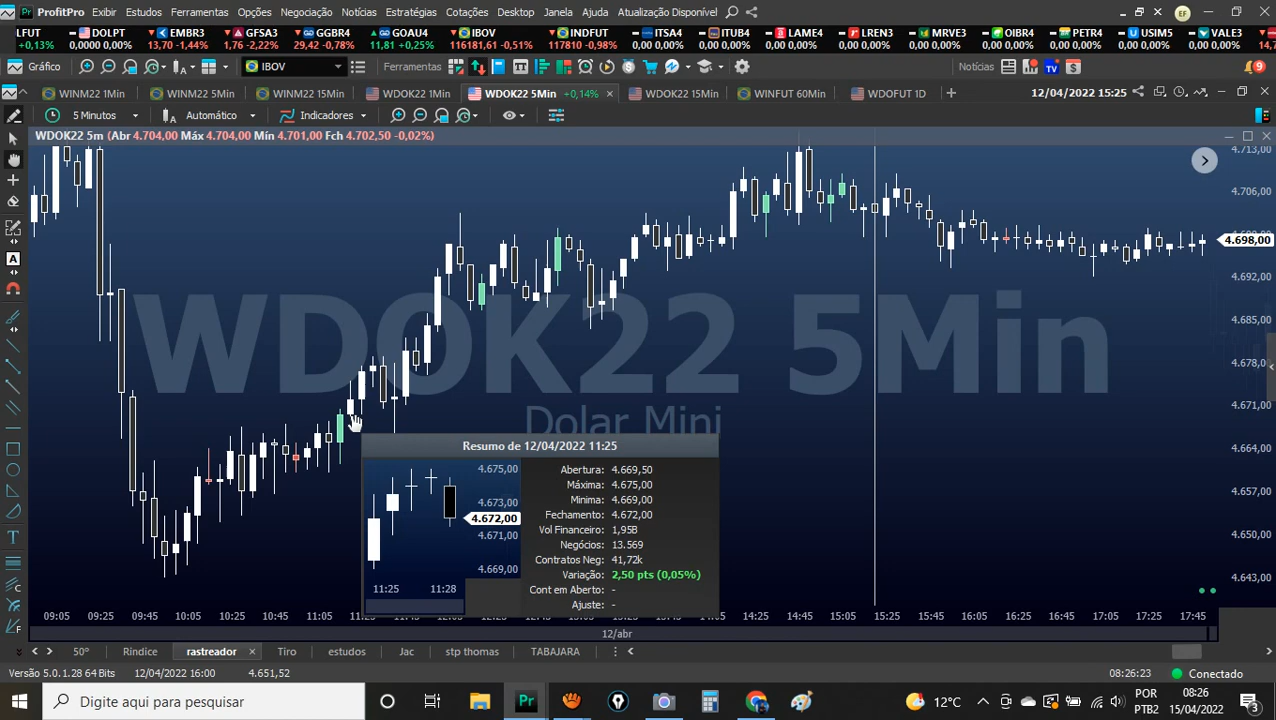 ProfitPro Exibir Estudos Ferramentas Opções Negociação Notícias Estratégias Cotações Desktop Janela Ajuda Atualização Disponível EF
LFUT DOLPT EMBR3 GFSA3 GGBR4 GOAU4 IBOV INDFUT ITSA4 ITUB4 LAME4 LREN3 MRVE3 OIBR4 PETR4 USIM5 VALE3
+0,13% 0,0000 0,00% 13,70 -1,44% 1,76 -2,22% 29,42 -0,78% 11,81 +0,25% 116181,61 -0,51% 117810 -0,98% 0,00 0,00% 0,00 0,00% 0,00 0,00% 0,00 0,00% 0,00 0,00% 0,00 0,00% 0,00 0,00% 0,00 0,00% 0,00 0,00% 14,7
Gráfico IBOV Ferramentas Notícias TV 9
WINM22 1Min WINM22 5Min WINM22 15Min WDOK22 1Min WDOK22 5Min +0,14% WDOK22 15Min WINFUT 60Min WDOFUT 1D 12/04/2022 15:25
5 Minutos Automático Indicadores
WDOK22 5m (Abr 4.704,00 Máx 4.704,00 Mín 4.701,00 Fch 4.702,50 -0,02%)
4.713,00
4.706,00
4.698,00
4.692,00
4.685,00
4.678,00
4.671,00
4.664,00
4.657,00
4.650,00
4.643,00
WDOK22 5Min
Dolar Mini
Resumo de 12/04/2022 11:25
4.675,00
4.673,00
4.672,00
4.671,00
4.669,00
11:25 11:28
Abertura: 4.669,50
Máxima: 4.675,00
Minima: 4.669,00
Fechamento: 4.672,00
Vol Financeiro: 1,95B
Negócios: 13.569
Contratos Neg: 41,72k
Variação: 2,50 pts (0,05%)
Cont em Aberto: -
Ajuste: -
09:05 09:25 09:45 10:05 10:25 10:45 11:05 14:25 14:45 15:05 15:25 15:45 16:05 16:25 16:45 17:05 17:25 17:45
12/abr
50° Rindice rastreador Tiro estudos Jac stp thomas TABAJARA
Versão 5.0.1.28 64 Bits 12/04/2022 16:00 4.651,52 08:26:23 Conectado
Digite aqui para pesquisar Pr 12°C POR 08:26
PTB2 15/04/2022 3